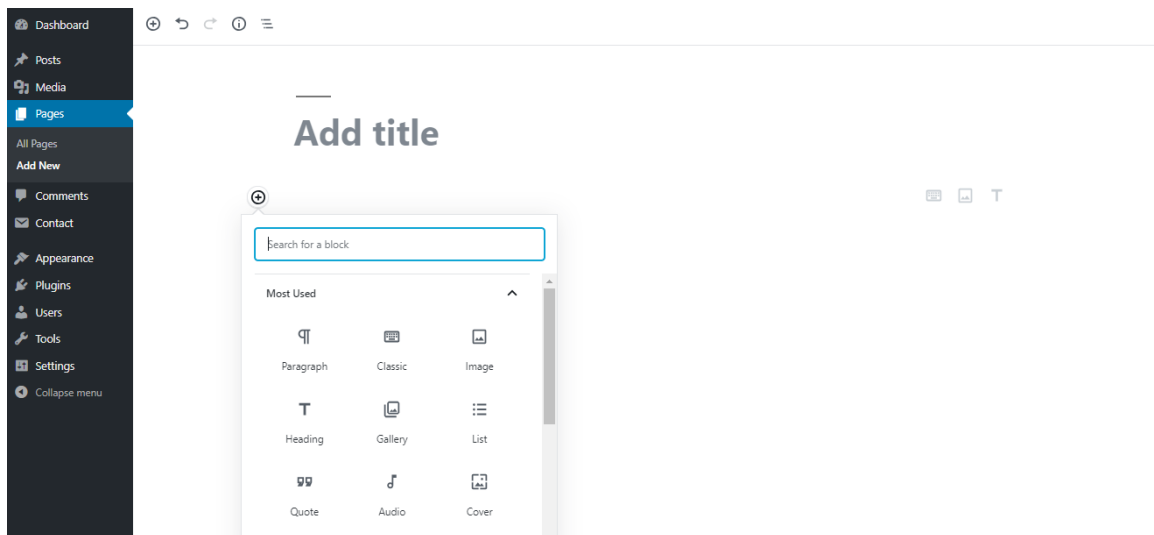 Dashboard
Posts
Media
Pages
All Pages
Add New
Comments
Contact
Appearance
Plugins
Users
Tools
Settings
Collapse menu
Add title
Search for a block
Most Used
Paragraph Classic Image
Heading Gallery List
Quote Audio Cover